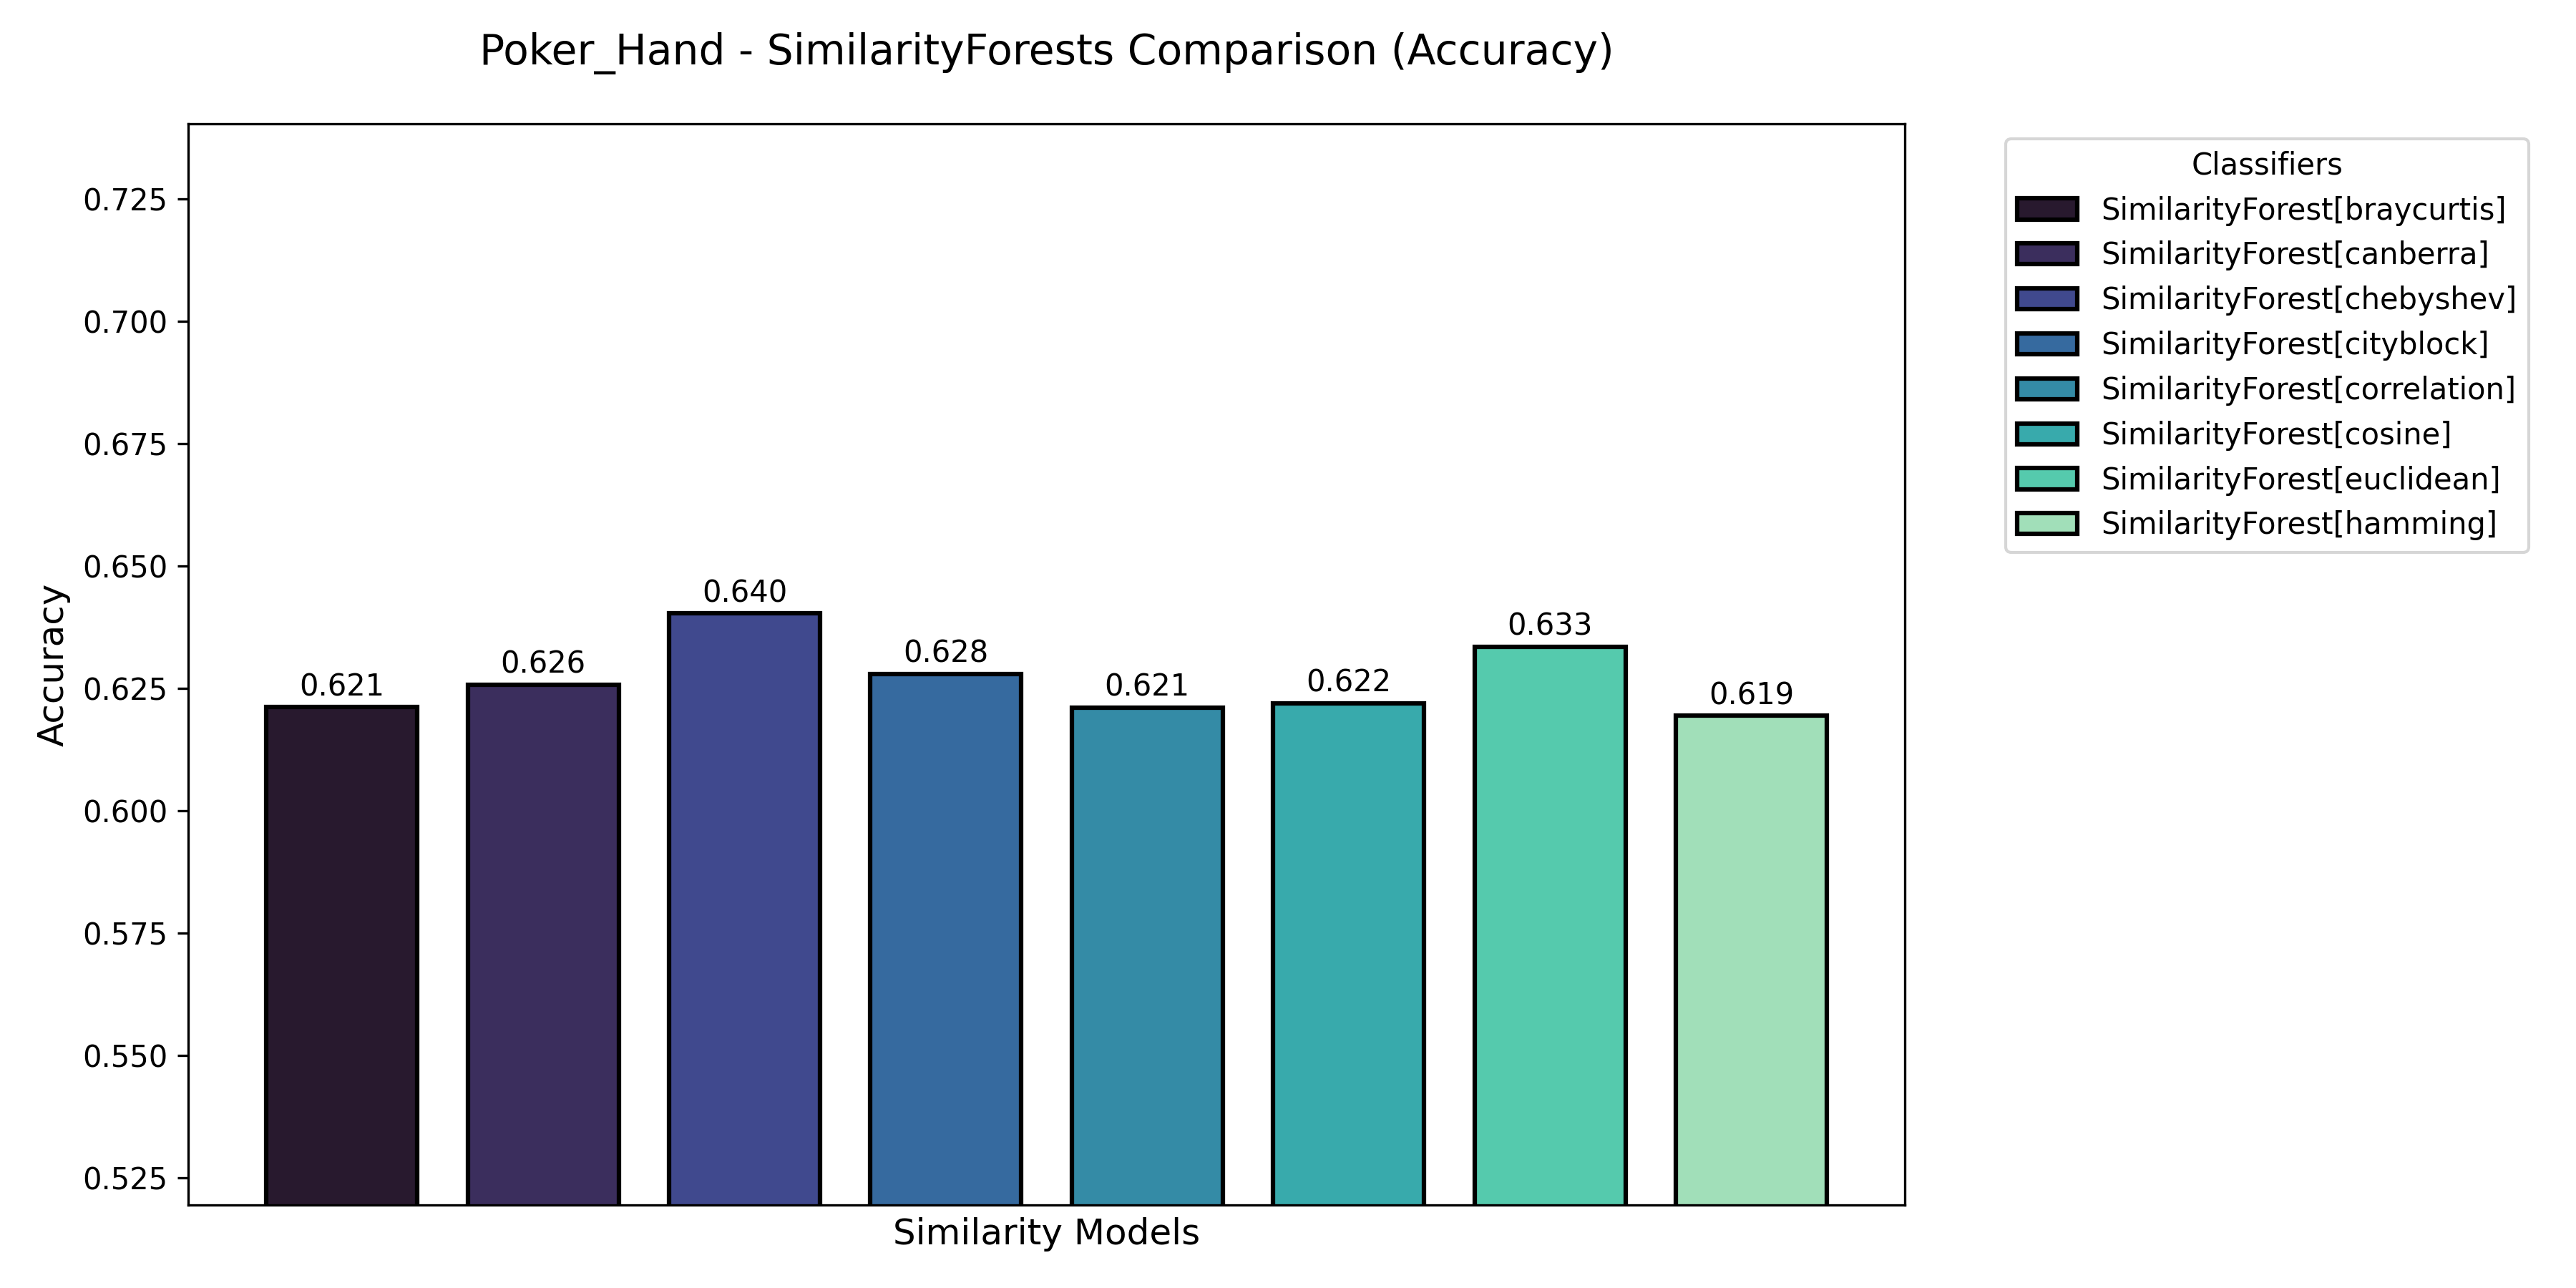 Poker_Hand - SimilarityForests Comparison (Accuracy)
Accuracy
0.725
0.700
0.675
0.650
0.625
0.600
0.575
0.550
0.525
0.621
0.626
0.640
0.628
0.621
0.622
0.633
0.619
Similarity Models
Classifiers
SimilarityForest[braycurtis]
SimilarityForest[canberra]
SimilarityForest[chebyshev]
SimilarityForest[cityblock]
SimilarityForest[correlation]
SimilarityForest[cosine]
SimilarityForest[euclidean]
SimilarityForest[hamming]